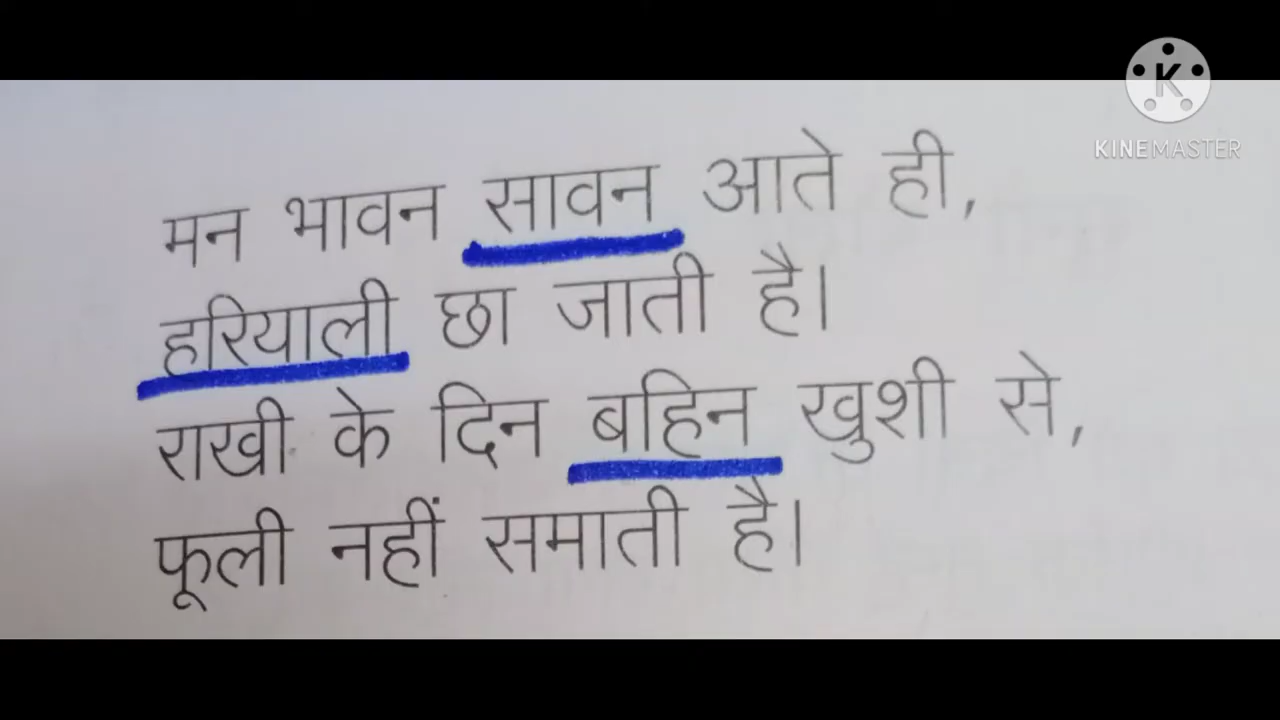 KINEMASTER
मन भावन सावन आते ही,
हरियाली छा जाती है।
राखी के दिन बहिन खुशी से,
फूली नहीं समाती है।